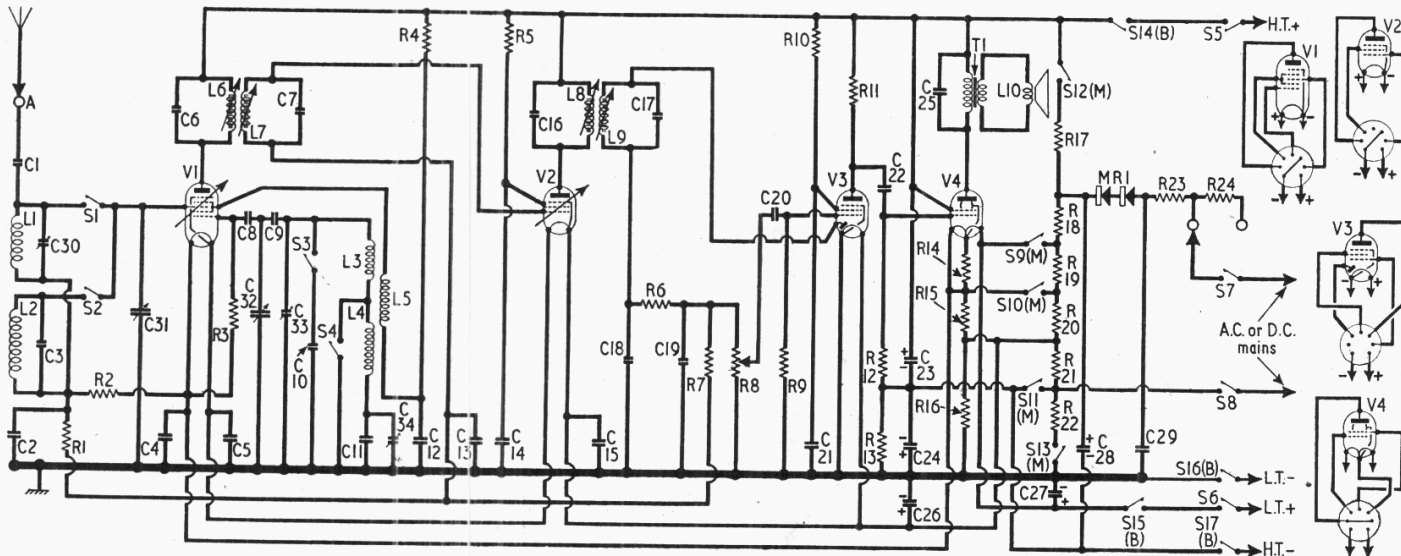 A
C1
L1
C30
S1
L2
C3
S2
C31
R2
C2
R1
C4
C5
C6
L6
L7
C7
V1
C8
C9
R3
C
32
C
33
S3
C
10
S4
L3
L4
L5
C11
C
34
C
12
C
13
R4
R5
C
14
C16
L8
L9
C17
V2
C
15
C18
R6
C19
R7
R8
C20
R9
R10
R11
V3
C
21
C
22
R
12
R
13
C
25
T1
L10
V4
R14
R15
R16
+
-
C
23
-
+
C24
-
+
C26
S12(M)
R17
R
18
R
19
R
20
R
21
R
22
S9(M)
S10(M)
S11
(M)
S13
(M)
C27
-
+
+
-
C
28
MR1
C29
R23
R24
S14(B)
S5
H.T.+
S7
A.C. or D.C.
mains
S8
S16(B)
L.T.-
S6
L.T.+
S15
(B)
S17
(B)
H.T.-
V1
+
-
-
+
V2
+
-
-
+
V3
-
+
-
+
V4